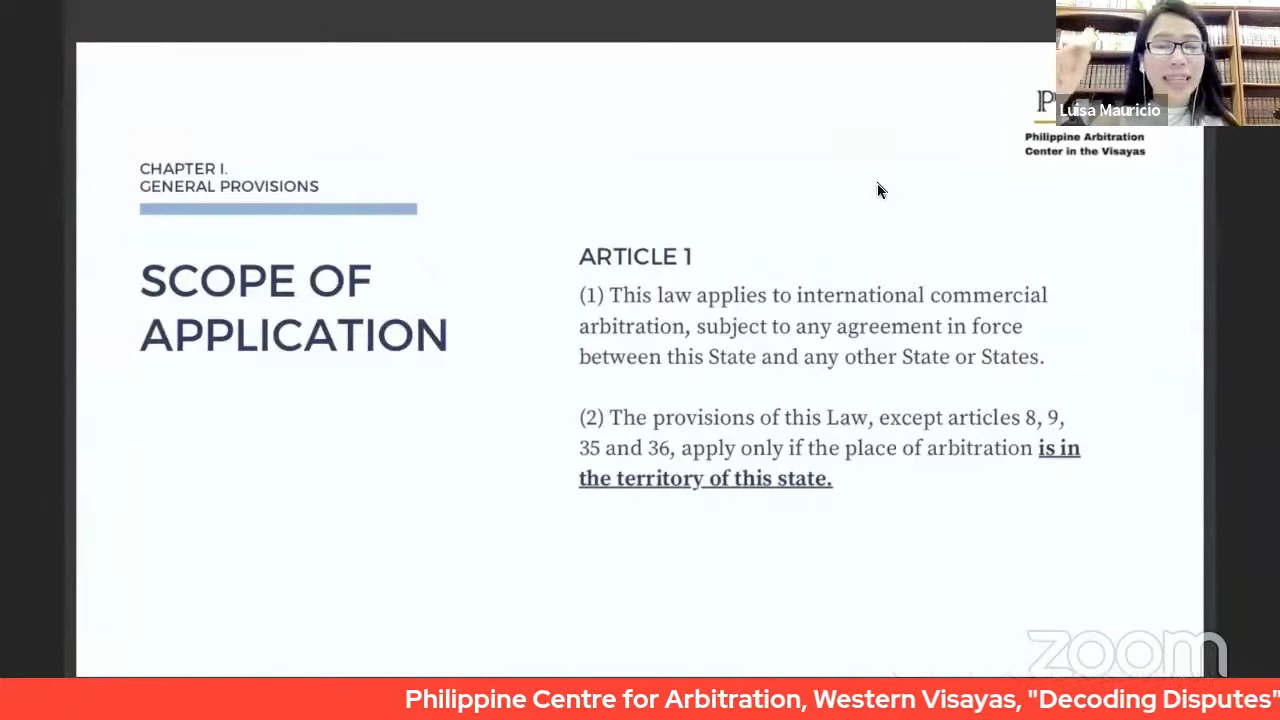 Luisa Mauricio
Philippine Arbitration
Center in the Visayas
CHAPTER I.
GENERAL PROVISIONS
SCOPE OF
APPLICATION
ARTICLE 1
(1) This law applies to international commercial
arbitration, subject to any agreement in force
between this State and any other State or States.
(2) The provisions of this Law, except articles 8, 9,
35 and 36, apply only if the place of arbitration is in
the territory of this state.
zoom
Philippine Centre for Arbitration, Western Visayas, "Decoding Disputes"